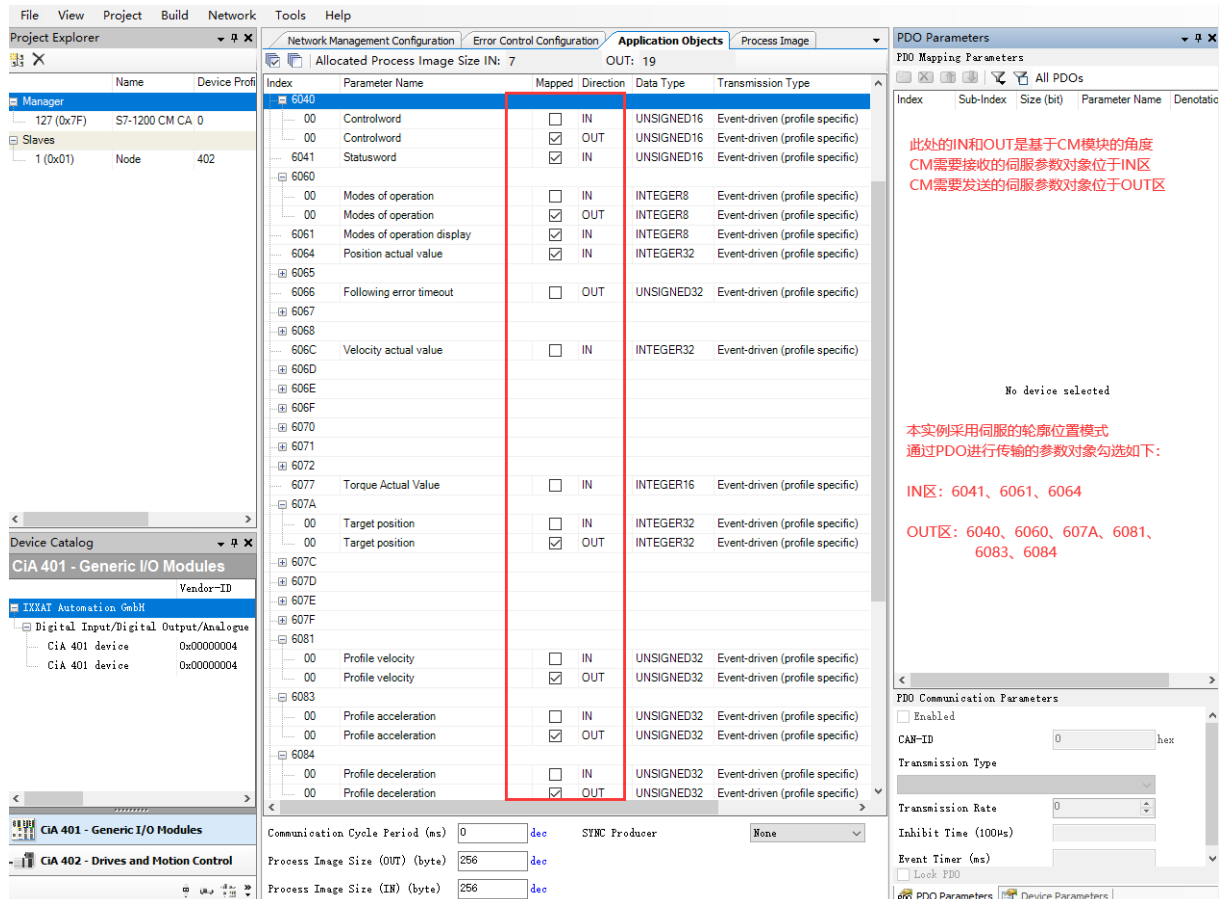 File View Project Build Network Tools Help
Project Explorer
Name Device Profi
Manager
127 (0x7F) S7-1200 CM CA 0
Slaves
1 (0x01) Node 402
Device Catalog
CiA 401 - Generic I/O Modules
Vendor-ID
IXXAT Automation GmbH
Digital Input/Digital Output/Analogue
CiA 401 device 0x00000004
CiA 401 device 0x00000004
CiA 401 - Generic I/O Modules
CiA 402 - Drives and Motion Control
Network Management Configuration Error Control Configuration Application Objects Process Image
Allocated Process Image Size IN: 7 OUT: 19
Index Parameter Name Mapped Direction Data Type Transmission Type
6040
00 Controlword IN UNSIGNED16 Event-driven (profile specific)
00 Controlword OUT UNSIGNED16 Event-driven (profile specific)
6041 Statusword IN UNSIGNED16 Event-driven (profile specific)
6060
00 Modes of operation IN INTEGER8 Event-driven (profile specific)
00 Modes of operation OUT INTEGER8 Event-driven (profile specific)
6061 Modes of operation display IN INTEGER8 Event-driven (profile specific)
6064 Position actual value IN INTEGER32 Event-driven (profile specific)
6065
6066 Following error timeout OUT UNSIGNED32 Event-driven (profile specific)
6067
6068
606C Velocity actual value IN INTEGER32 Event-driven (profile specific)
606D
606E
606F
6070
6071
6072
6077 Torque Actual Value IN INTEGER16 Event-driven (profile specific)
607A
00 Target position IN INTEGER32 Event-driven (profile specific)
00 Target position OUT INTEGER32 Event-driven (profile specific)
607C
607D
607E
607F
6081
00 Profile velocity IN UNSIGNED32 Event-driven (profile specific)
00 Profile velocity OUT UNSIGNED32 Event-driven (profile specific)
6083
00 Profile acceleration IN UNSIGNED32 Event-driven (profile specific)
00 Profile acceleration OUT UNSIGNED32 Event-driven (profile specific)
6084
00 Profile deceleration IN UNSIGNED32 Event-driven (profile specific)
00 Profile deceleration OUT UNSIGNED32 Event-driven (profile specific)
Communication Cycle Period (ms) 0 dec SYNC Producer None
Process Image Size (OUT) (byte) 256 dec
Process Image Size (IN) (byte) 256 dec
PDO Parameters
PDO Mapping Parameters
All PDOs
Index Sub-Index Size (bit) Parameter Name Denotatic
此处的IN和OUT是基于CM模块的角度
CM需要接收的伺服参数对象位于IN区
CM需要发送的伺服参数对象位于OUT区
No device selected
本实例采用伺服的轮廓位置模式
通过PDO进行传输的参数对象勾选如下：
IN区：6041、6061、6064
OUT区：6040、6060、607A、6081、
6083、6084
PDO Communication Parameters
Enabled
CAN-ID 0 hex
Transmission Type
Transmission Rate 0
Inhibit Time (100µs)
Event Timer (ms)
Lock PDO
PDO Parameters Device Parameters